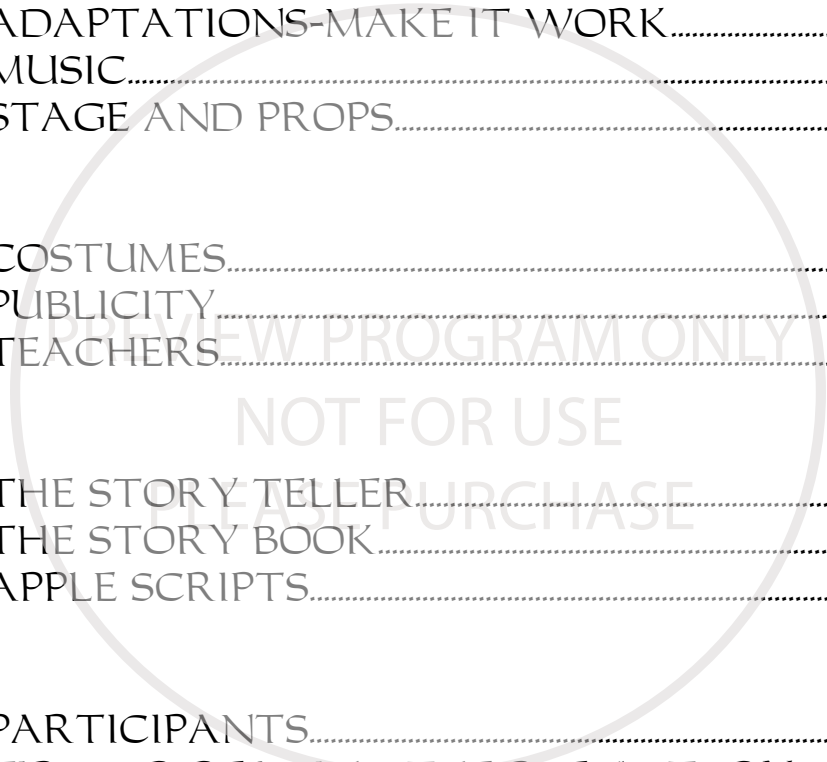 ADAPTATIONS-MAKE IT WORK................................
MUSIC................................
STAGE AND PROPS................................
COSTUMES................................
PUBLICITY................................
PREVIEW PROGRAM ONLY
TEACHERS................................
NOT FOR USE
THE STORY TELLER................................
PLEASE PURCHASE
THE STORY BOOK................................
APPLE SCRIPTS................................
PARTICIPANTS................................